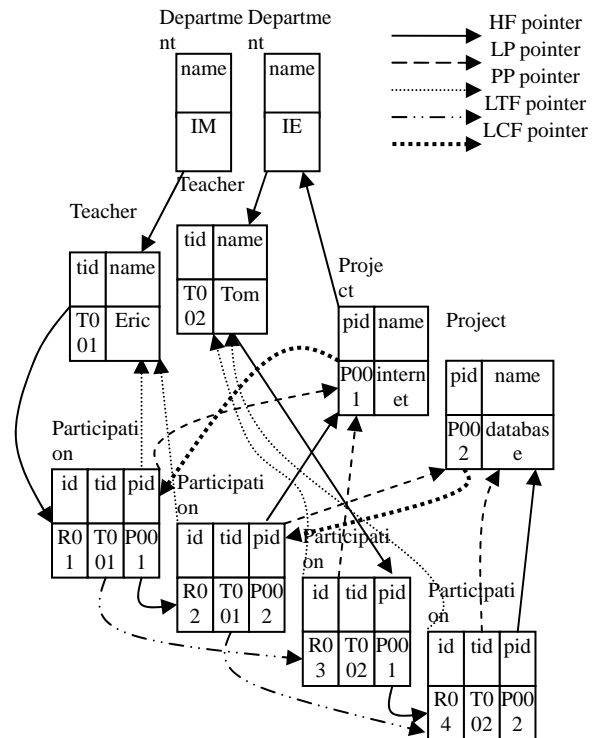 Departme
nt
Departme
nt
HF pointer
LP pointer
PP pointer
LTF pointer
LCF pointer
name
IM
name
IE
Teacher
tid name
T0
02
Tom
Teacher
tid name
T0
01
Eric
Proje
ct
pid name
P00
1
intern
et
Project
pid name
P00
2
databas
e
Participati
on
id tid pid
R0
1
T0
01
P00
1
Participati
on
id tid pid
R0
2
T0
01
P00
2
Participati
on
id tid pid
R0
3
T0
02
P00
1
Participati
on
id tid pid
R0
4
T0
02
P00
2